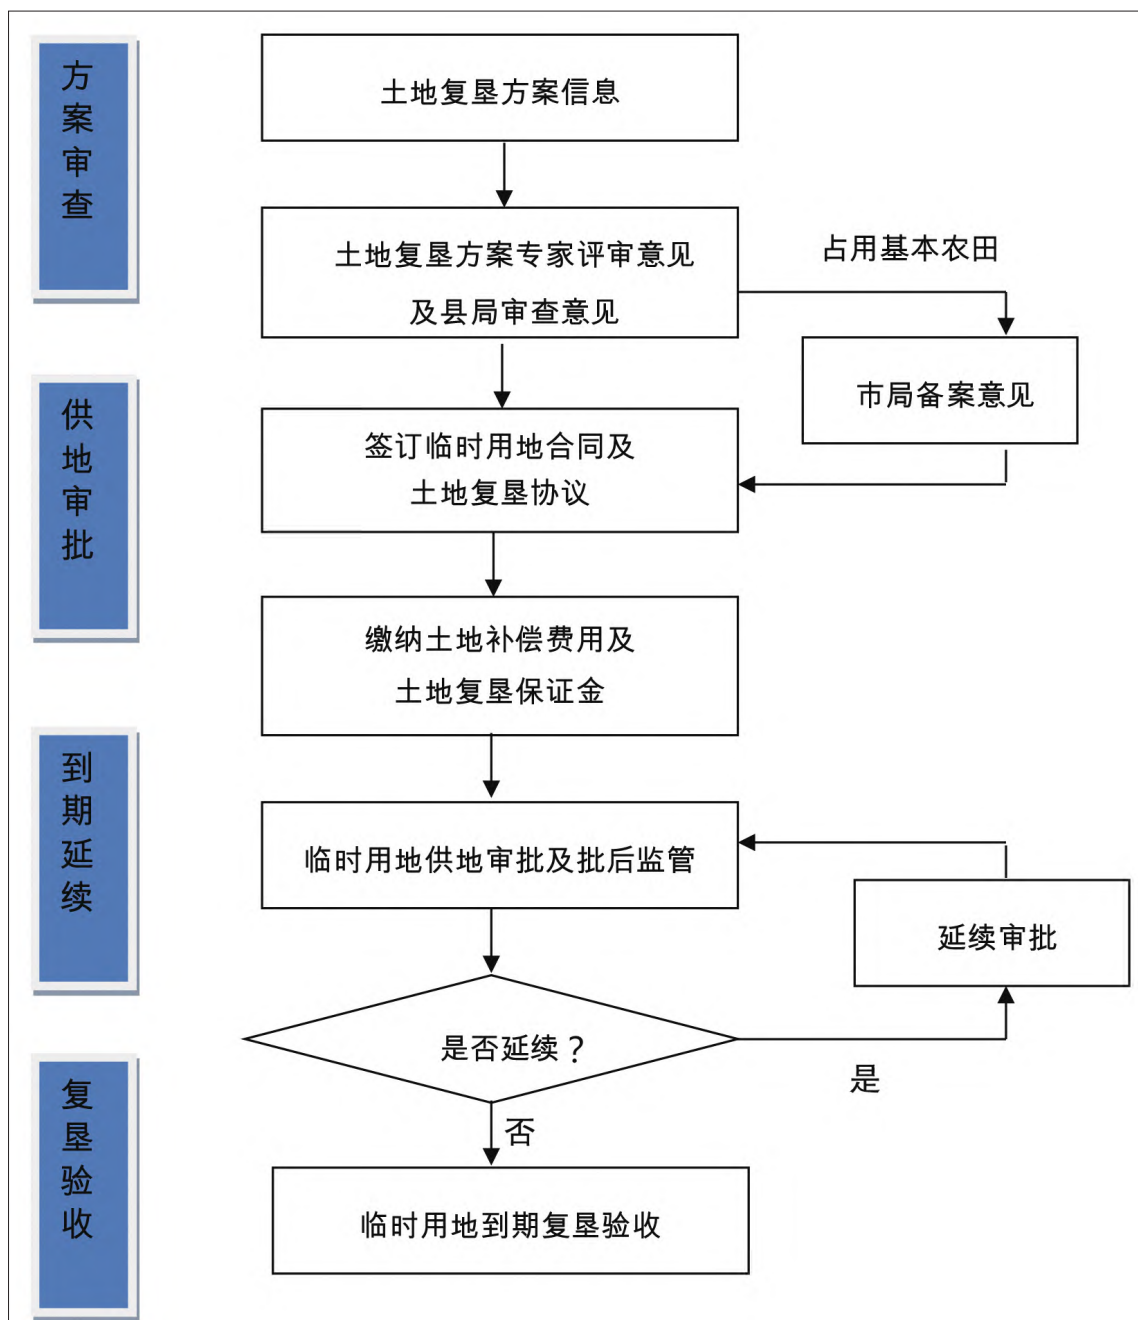 方案审查
土地复垦方案信息
土地复垦方案专家评审意见
及县局审查意见
占用基本农田
市局备案意见
供地审批
签订临时用地合同及
土地复垦协议
缴纳土地补偿费用及
土地复垦保证金
到期延续
临时用地供地审批及批后监管
延续审批
是否延续？
是
否
复垦验收
临时用地到期复垦验收